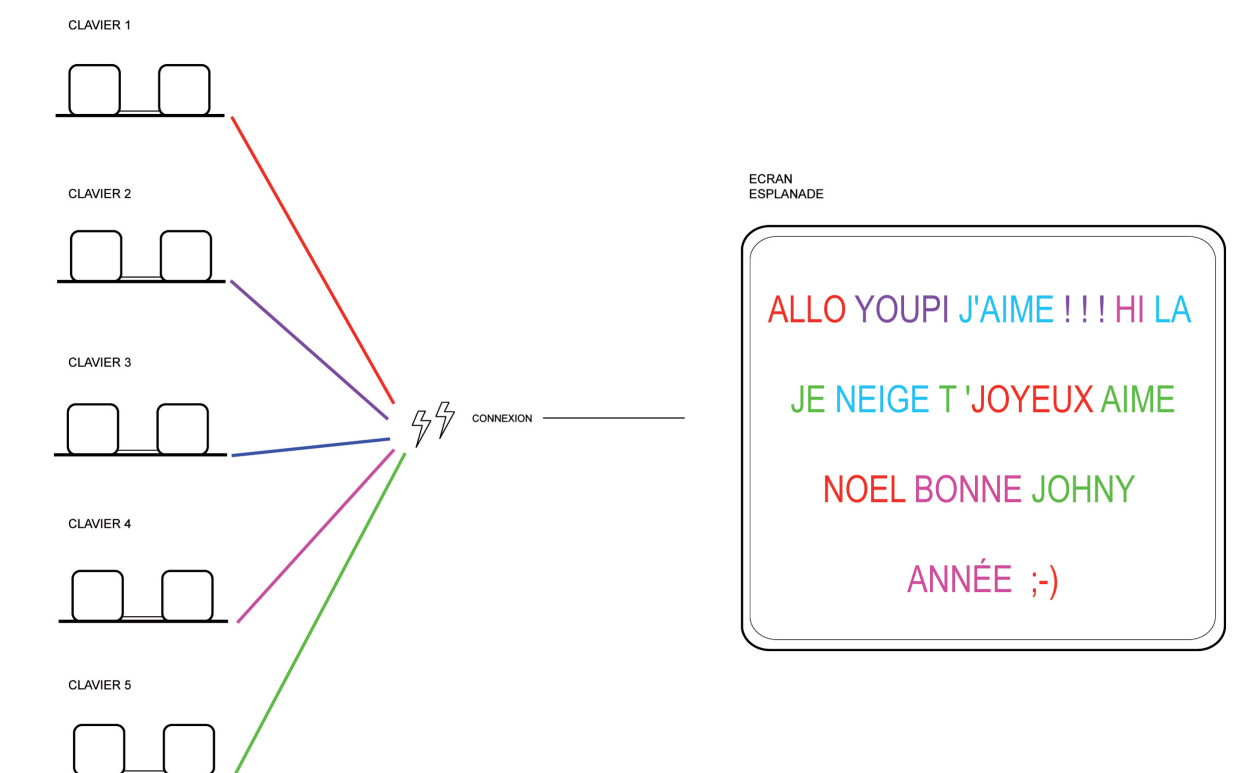 CLAVIER 1
CLAVIER 2
CLAVIER 3
CLAVIER 4
CLAVIER 5
CONNEXION
ECRAN
ESPLANADE
ALLO YOUPI J'AIME ! ! ! HI LA
JE NEIGE T 'JOYEUX AIME
NOEL BONNE JOHNY
ANNÉE ;-)